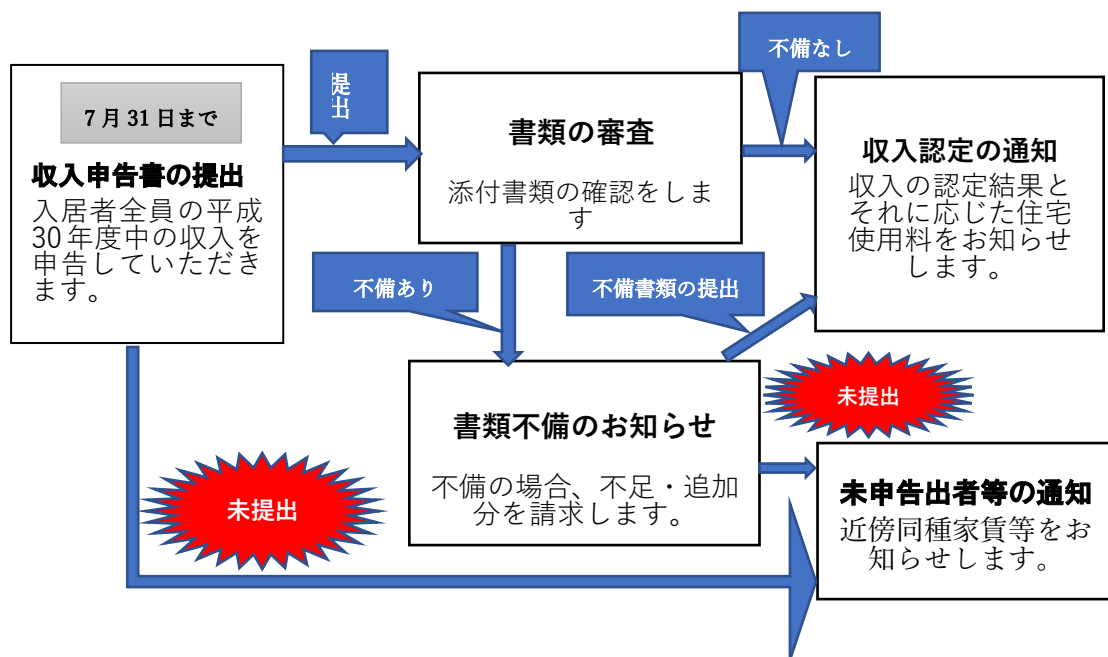 7月31日まで
収入申告書の提出
入居者全員の平成
30年度中の収入を
申告していただき
ます。
提出
書類の審査
添付書類の確認をしま
す
不備なし
収入認定の通知
収入の認定結果と
それに応じた住宅
使用料をお知らせ
します。
不備あり
不備書類の提出
書類不備のお知らせ
不備の場合、不足・追加
分を請求します。
未提出
未提出
未申告出者等の通知
近傍同種家賃等をお
知らせします。